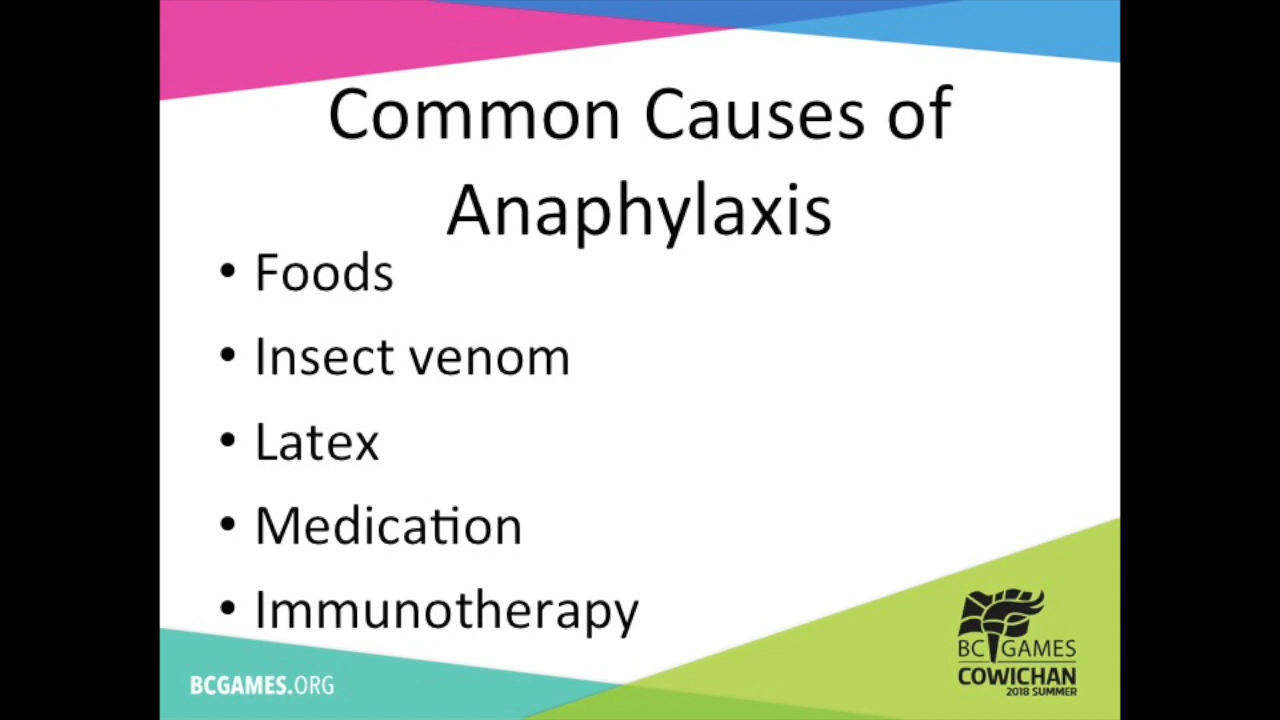 Common Causes of
Anaphylaxis
• Foods
• Insect venom
• Latex
• Medication
• Immunotherapy
BCGAMES.ORG
BC GAMES
COWICHAN
2018 SUMMER